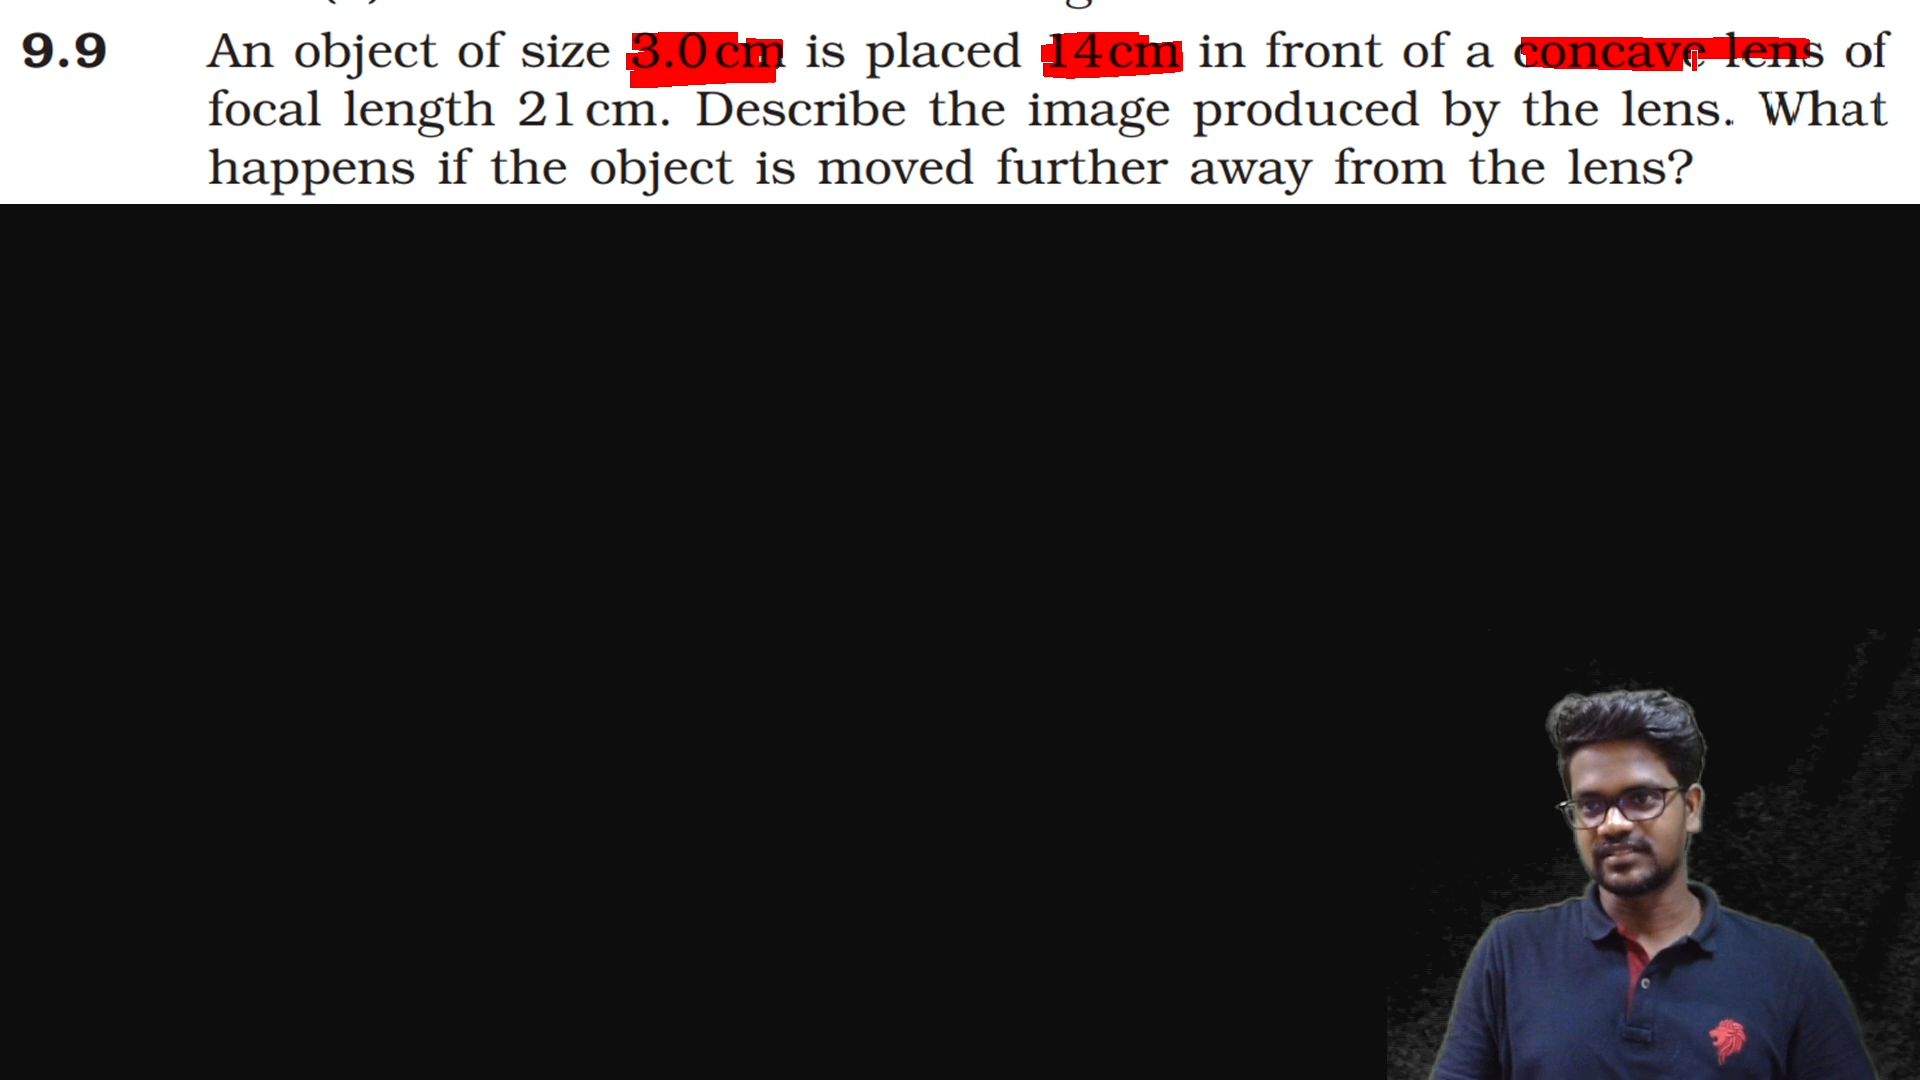 9.9 An object of size 3.0 cm is placed 14 cm in front of a concave lens of
focal length 21 cm. Describe the image produced by the lens. What
happens if the object is moved further away from the lens?